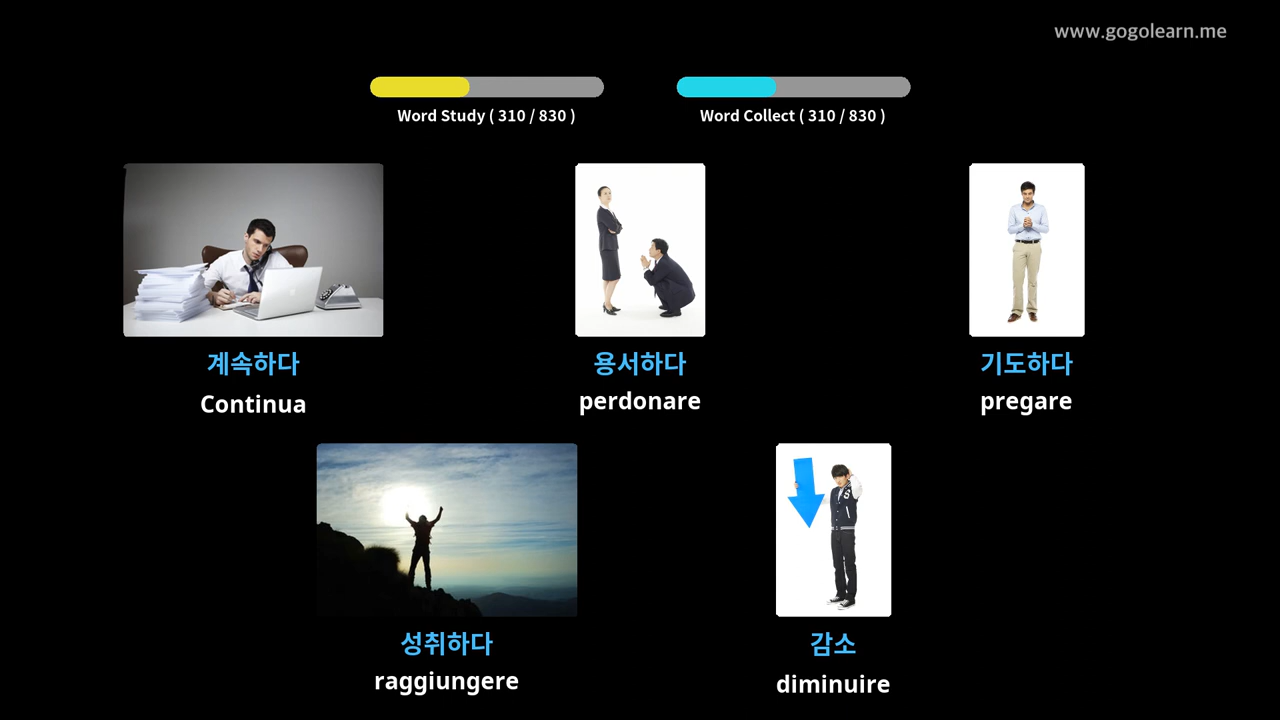 www.gogolearn.me
Word Study ( 310 / 830 )
Word Collect ( 310 / 830 )
계속하다
Continua
용서하다
perdonare
기도하다
pregare
성취하다
raggiungere
감소
diminuire